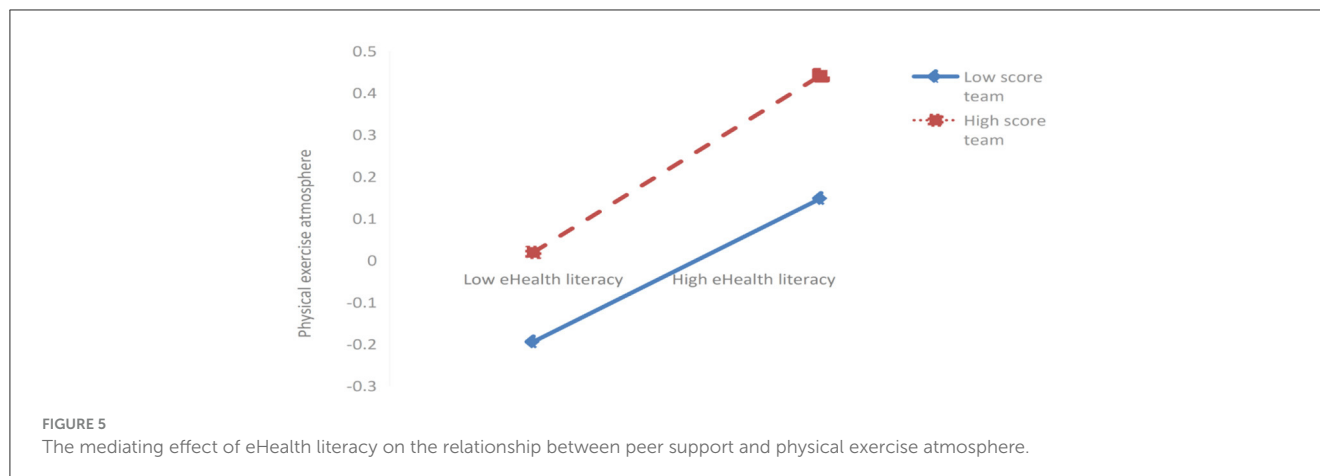 0.5
0.4
0.3
0.2
0.1
0
-0.1
-0.2
-0.3
Physical exercise atmosphere
Low eHealth literacy
High eHealth literacy
Low score
team
High score
team
FIGURE 5
The mediating effect of eHealth literacy on the relationship between peer support and physical exercise atmosphere.